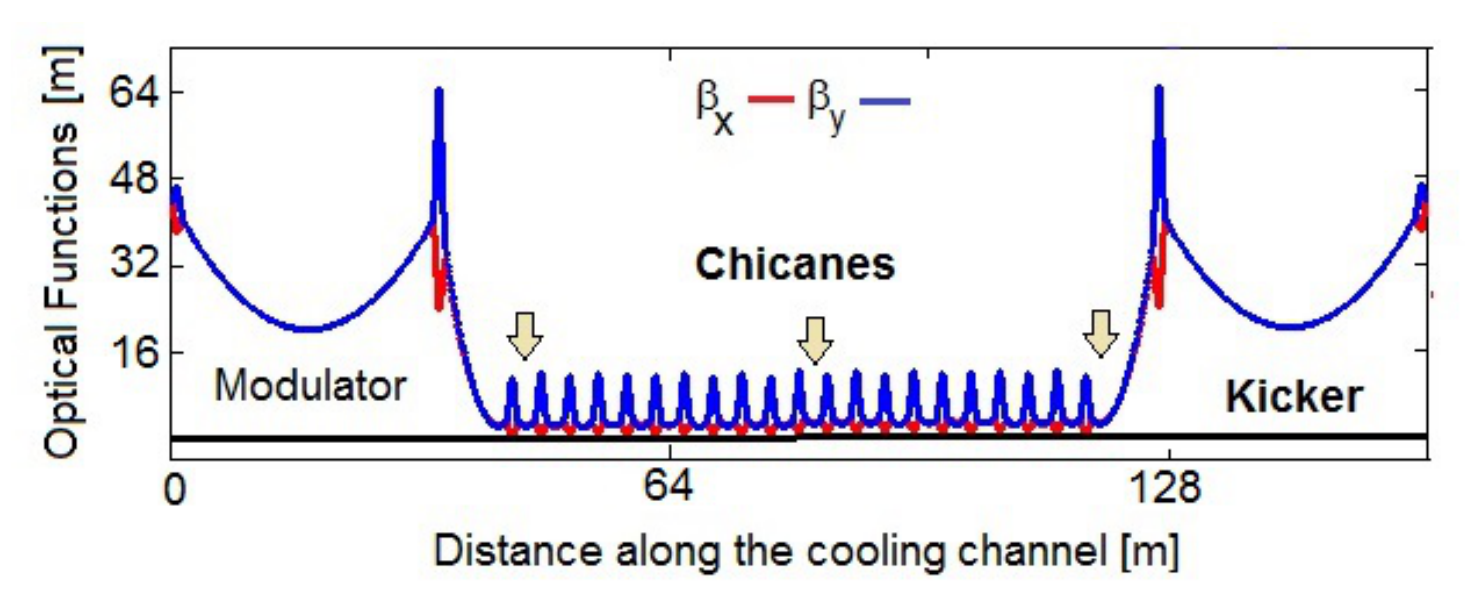 Optical Functions [m]
64
48
32
16
βx βy
Chicanes
Modulator
Kicker
0 64 128
Distance along the cooling channel [m]